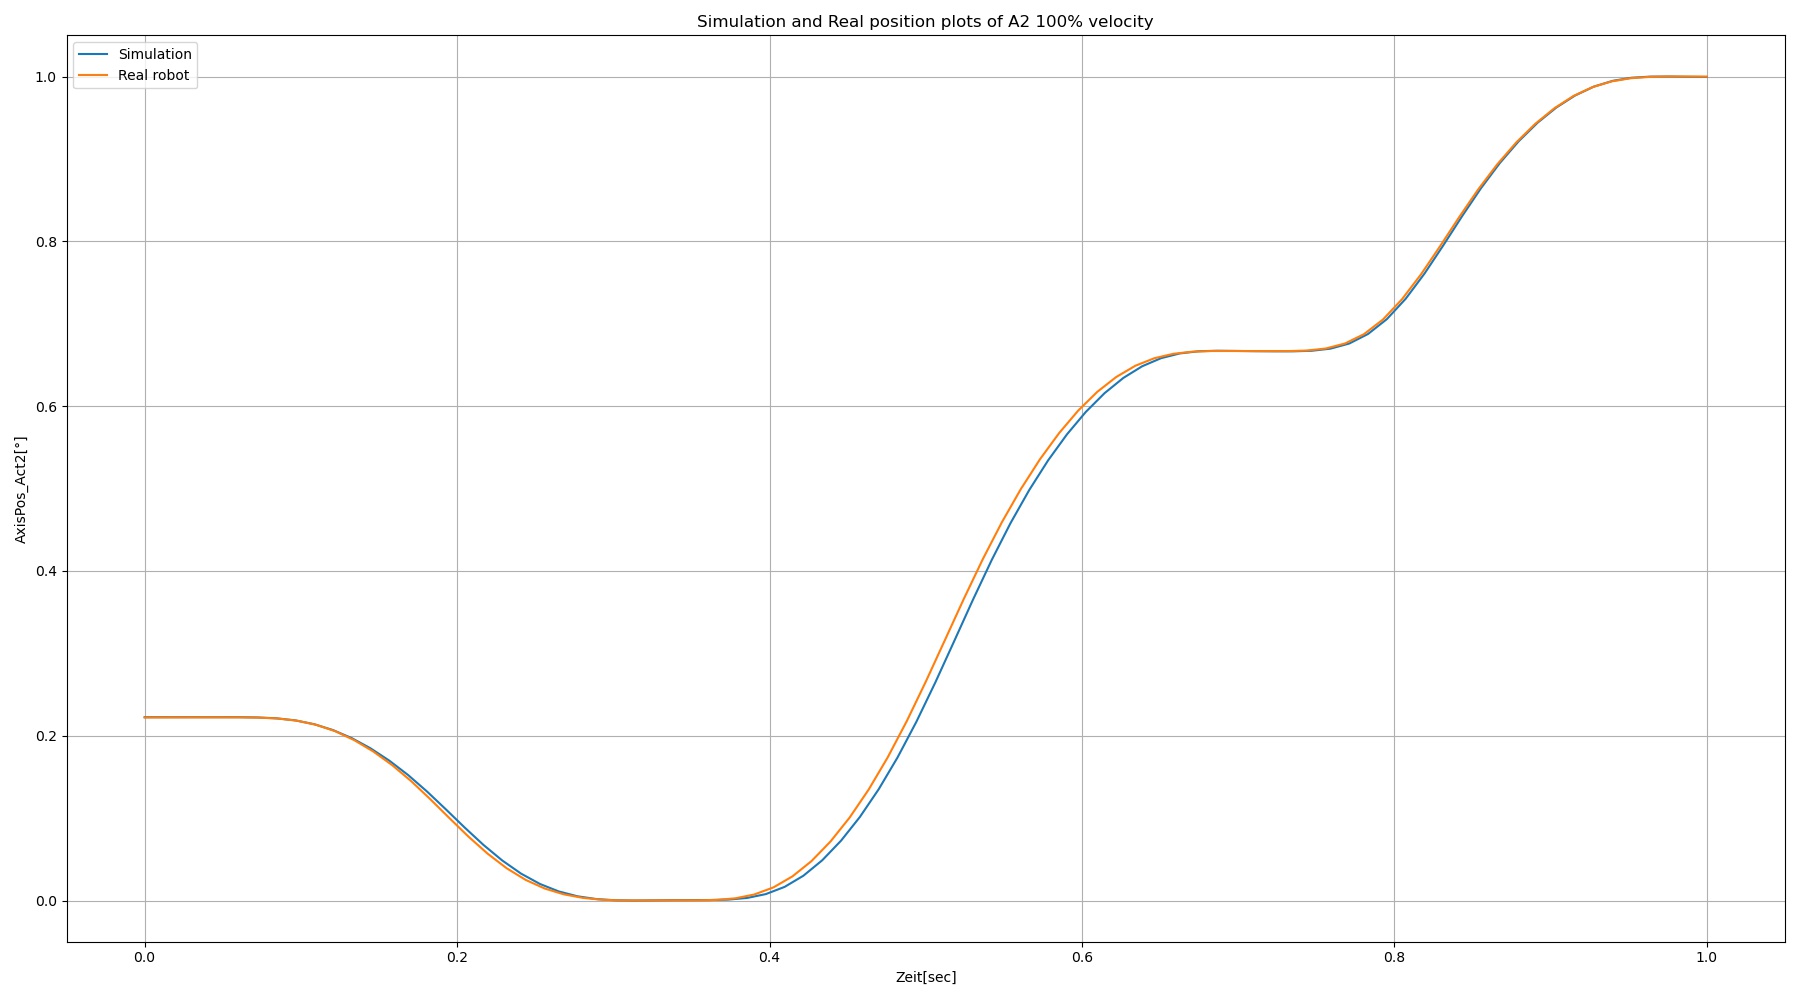 Simulation and Real position plots of A2 100% velocity
Simulation
Real robot
1.0
0.8
0.6
0.4
0.2
0.0
AxisPos_Act2[°]
0.0 0.2 0.4 0.6 0.8 1.0
Zeit[sec]